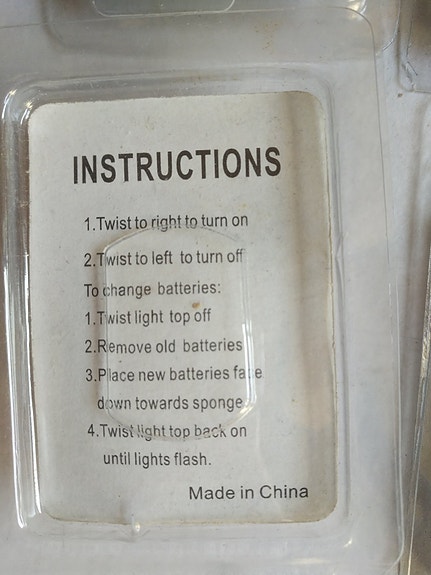 INSTRUCTIONS
1.Twist to right to turn on
2.Twist to left to turn off
To change batteries:
1.Twist light top off
2.Remove old batteries
3.Place new batteries face
down towards sponge
4.Twist light top back on
until lights flash.
Made in China